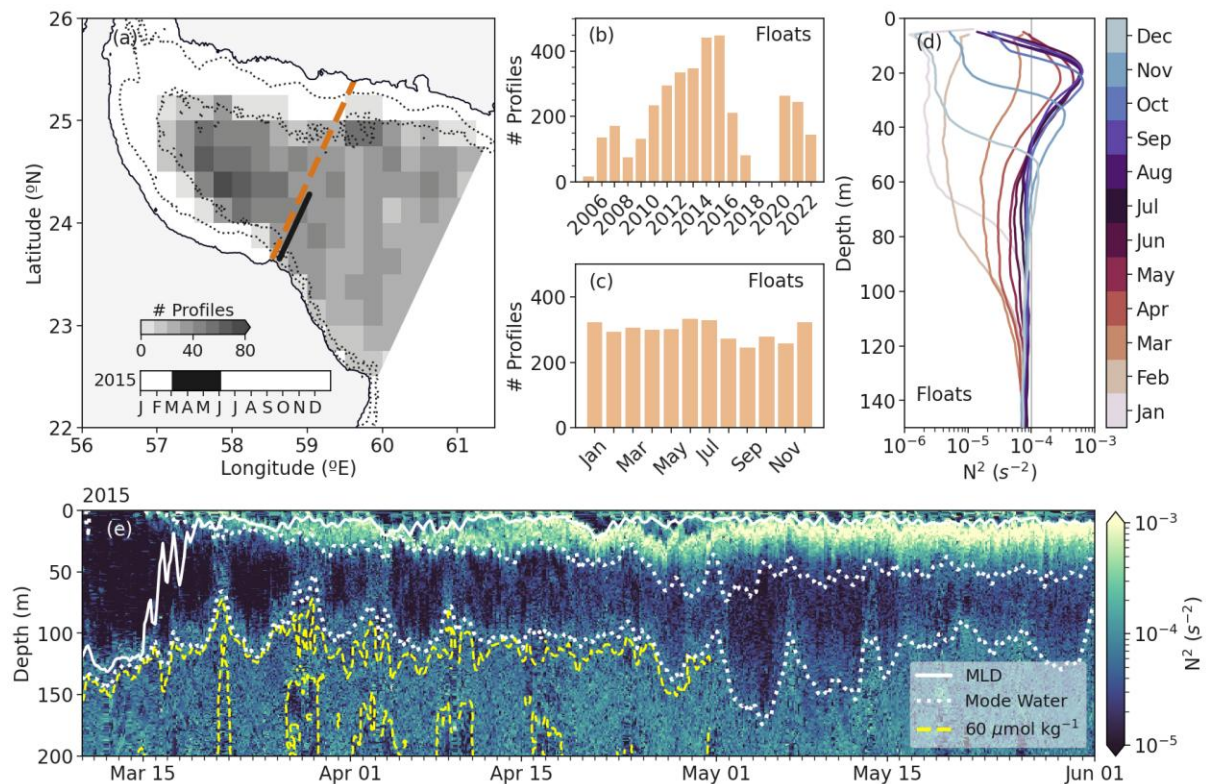 (a)
26
25
24
23
22
Latitude (ºN)
56 57 58 59 60 61
Longitude (ºE)
# Profiles
0 40 80
2015
J F M A M J J A S O N D
(b) Floats
# Profiles
400
200
0
2006 2008 2010 2012 2014 2016 2018 2020 2022
(c) Floats
# Profiles
400
200
0
Jan Mar May Jul Sep Nov
(d)
Depth (m)
0
20
40
60
80
100
120
140
Floats
10⁻⁶ 10⁻⁵ 10⁻⁴ 10⁻³
N² (s⁻²)
Dec
Nov
Oct
Sep
Aug
Jul
Jun
May
Apr
Mar
Feb
Jan
2015
(e)
Depth (m)
0
50
100
150
200
MLD
Mode Water
60 μmol kg⁻¹
Mar 15 Apr 01 Apr 15 May 01 May 15 Jun 01
10⁻³
10⁻⁴
10⁻⁵
N² (s⁻²)